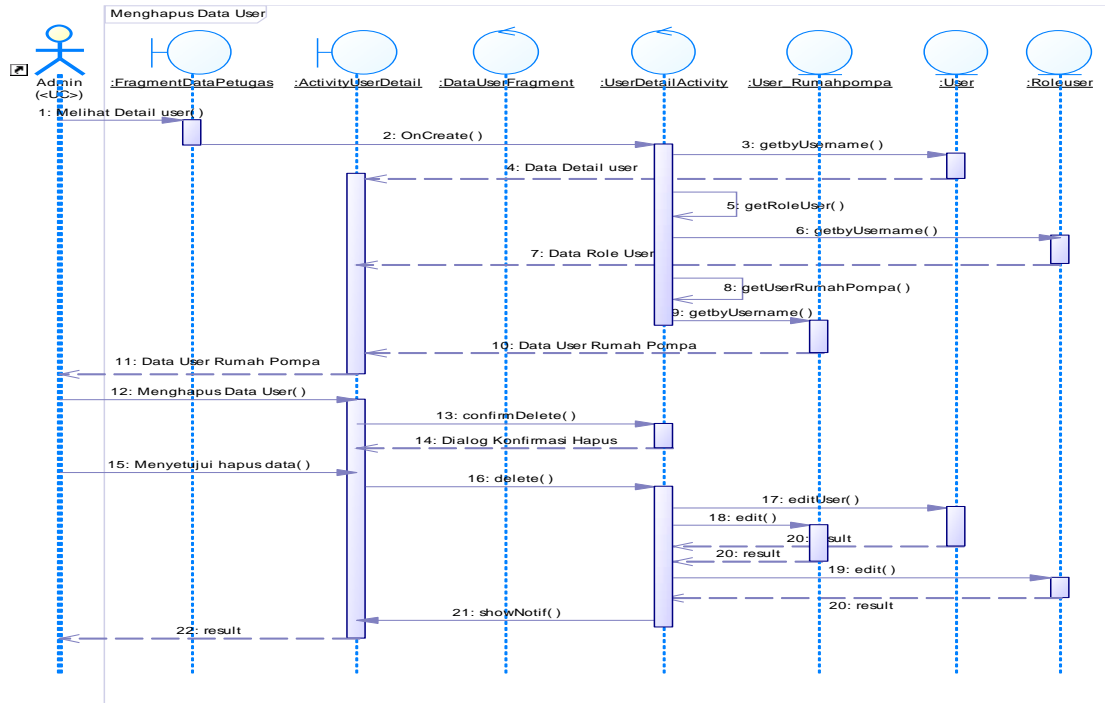 Menghapus Data User
Admin
(<UC>)
:FragmentDataPetugas
:ActivityUserDetail
:DataUserFragment
:UserDetailActivity
:User_Rumahpompa
:User
:Roleuser
1: Melihat Detail user()
2: OnCreate()
3: getbyUsername()
4: Data Detail user
5: getRoleUser()
6: getbyUsername()
7: Data Role User
8: getUserRumahPompa()
9: getbyUsername()
10: Data User Rumah Pompa
11: Data User Rumah Pompa
12: Menghapus Data User()
13: confirmDelete()
14: Dialog Konfirmasi Hapus
15: Menyetujui hapus data()
16: delete()
17: editUser()
18: edit()
20: result
20: result
19: edit()
20: result
21: showNotif()
22: result